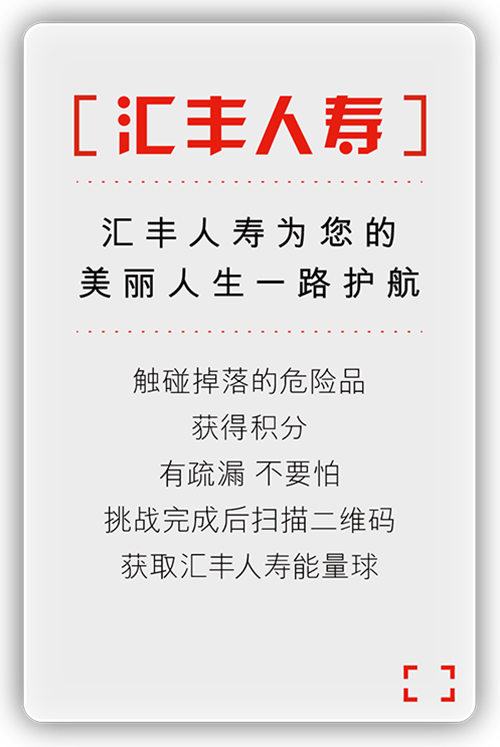 [汇丰人寿]
汇丰人寿为您的
美丽人生一路护航
触碰掉落的危险品
获得积分
有疏漏 不要怕
挑战完成后扫描二维码
获取汇丰人寿能量球